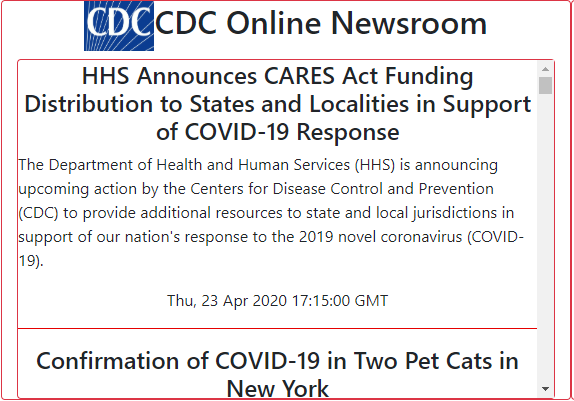 CDC CDC Online Newsroom
HHS Announces CARES Act Funding
Distribution to States and Localities in Support
of COVID-19 Response
The Department of Health and Human Services (HHS) is announcing
upcoming action by the Centers for Disease Control and Prevention
(CDC) to provide additional resources to state and local jurisdictions in
support of our nation's response to the 2019 novel coronavirus (COVID-
19).
Thu, 23 Apr 2020 17:15:00 GMT
Confirmation of COVID-19 in Two Pet Cats in
New York